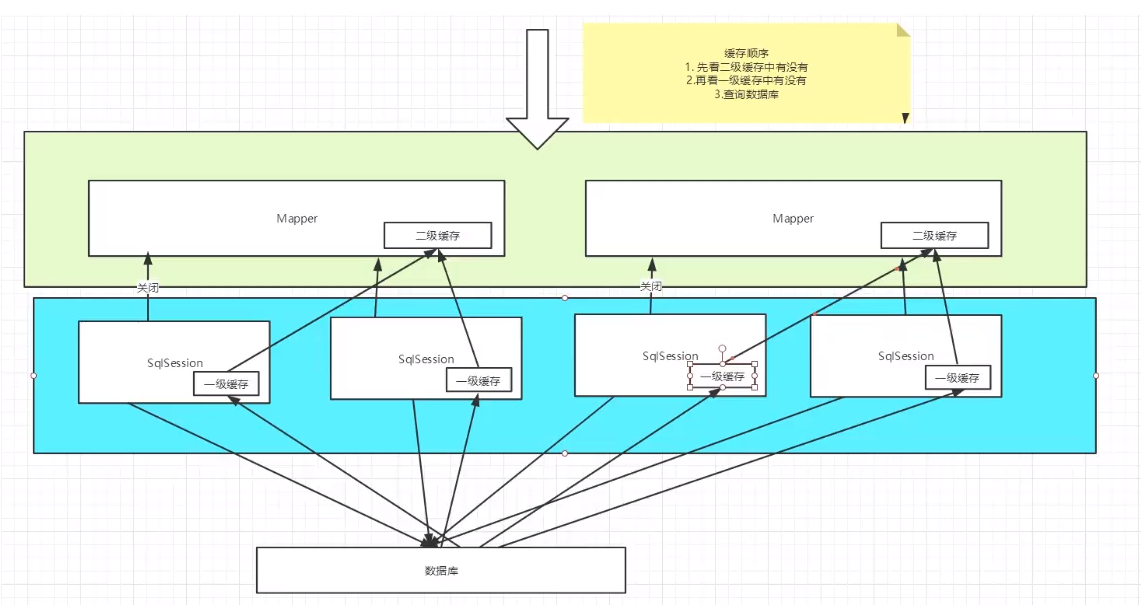 缓存顺序
1. 先看二级缓存中有没有
2.再看一级缓存中有没有
3.查询数据库
Mapper
二级缓存
Mapper
二级缓存
关闭
关闭
SqlSession
一级缓存
SqlSession
一级缓存
SqlSession
一级缓存
SqlSession
一级缓存
数据库